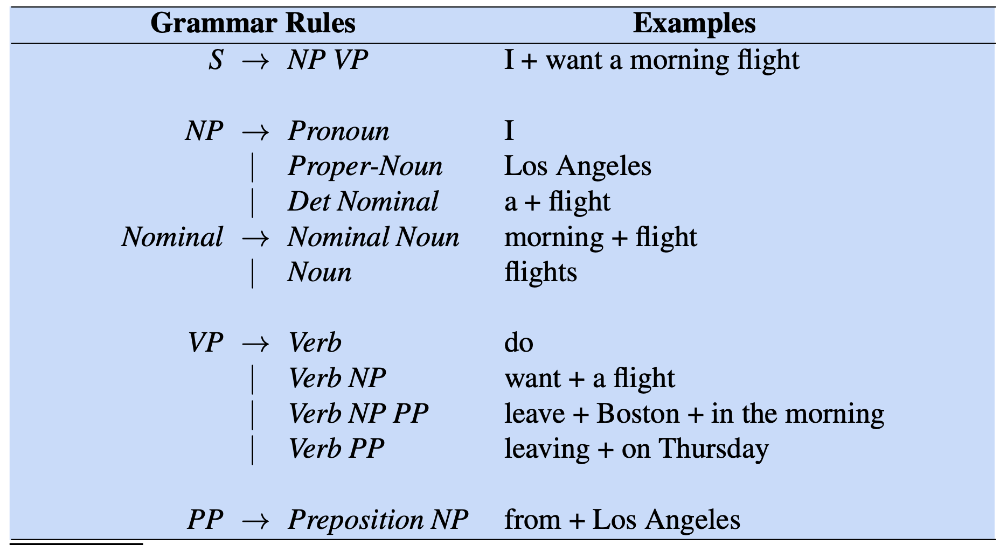 Grammar Rules Examples
S → NP VP I + want a morning flight
NP → Pronoun I
| Proper-Noun Los Angeles
| Det Nominal a + flight
Nominal → Nominal Noun morning + flight
| Noun flights
VP → Verb do
| Verb NP want + a flight
| Verb NP PP leave + Boston + in the morning
| Verb PP leaving + on Thursday
PP → Preposition NP from + Los Angeles